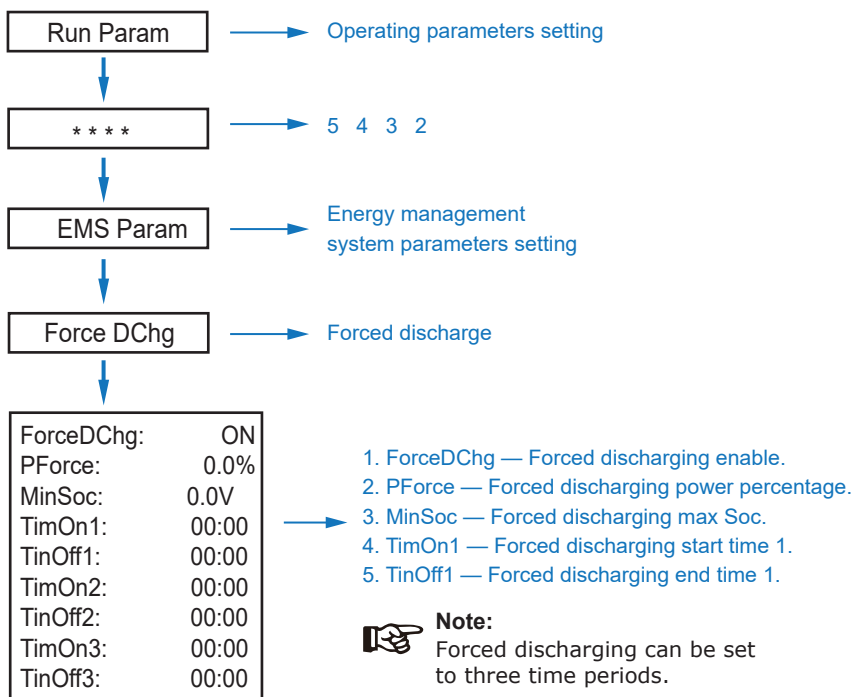 Run Param
Operating parameters setting
* * * *
5 4 3 2
EMS Param
Energy management
system parameters setting
Force DChg
Forced discharge
ForceDChg: ON
PForce: 0.0%
MinSoc: 0.0V
TimOn1: 00:00
TinOff1: 00:00
TimOn2: 00:00
TinOff2: 00:00
TimOn3: 00:00
TinOff3: 00:00
1. ForceDChg — Forced discharging enable.
2. PForce — Forced discharging power percentage.
3. MinSoc — Forced discharging max Soc.
4. TimOn1 — Forced discharging start time 1.
5. TinOff1 — Forced discharging end time 1.
Note:
Forced discharging can be set
to three time periods.